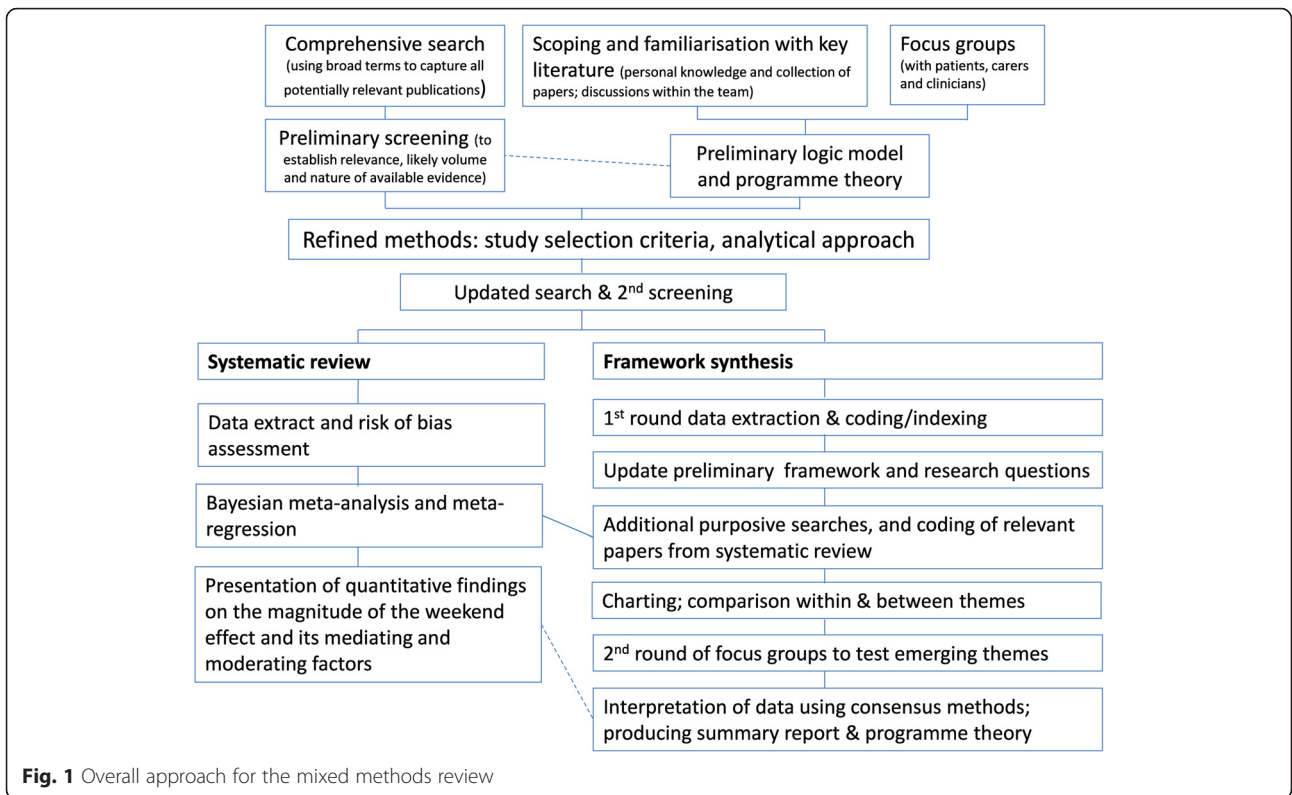 Comprehensive search
(using broad terms to capture all
potentially relevant publications)
Scoping and familiarisation with key
literature (personal knowledge and collection of
papers; discussions within the team)
Focus groups
(with patients, carers
and clinicians)
Preliminary screening (to
establish relevance, likely volume
and nature of available evidence)
Preliminary logic model
and programme theory
Refined methods: study selection criteria, analytical approach
Updated search & 2nd screening
Systematic review
Data extract and risk of bias
assessment
Bayesian meta-analysis and meta-
regression
Presentation of quantitative findings
on the magnitude of the weekend
effect and its mediating and
moderating factors
Framework synthesis
1st round data extraction & coding/indexing
Update preliminary framework and research questions
Additional purposive searches, and coding of relevant
papers from systematic review
Charting; comparison within & between themes
2nd round of focus groups to test emerging themes
Interpretation of data using consensus methods;
producing summary report & programme theory
Fig. 1 Overall approach for the mixed methods review